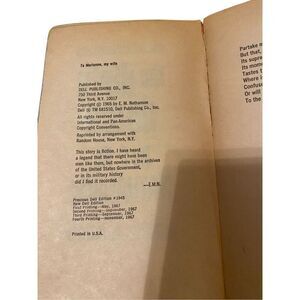 To Marianne, my wife
Published by
DELL PUBLISHING CO., INC.
750 Third Avenue
New York, N.Y. 10017
Copyright © 1965 by E. M. Nathanson
Dell ® TM 681510, Dell Publishing Co., Inc.
All rights reserved under
International and Pan-American
Copyright Conventions.
Reprinted by arrangement with
Random House, New York, N.Y.
This story is fiction. I have heard
a legend that there might have been
men like them, but nowhere in the archives
of the United States Government,
or in its military history
did I find it recorded.
—E.M.N.
Previous Dell Edition #1945
New Dell Edition
First Printing—May, 1967
Second Printing—September, 1967
Third Printing—September, 1967
Fourth Printing—November, 1967
Printed in U.S.A.
Partake
But that
Its supre
Its mome
Tastes t
Where
Confuse
Or will
To the